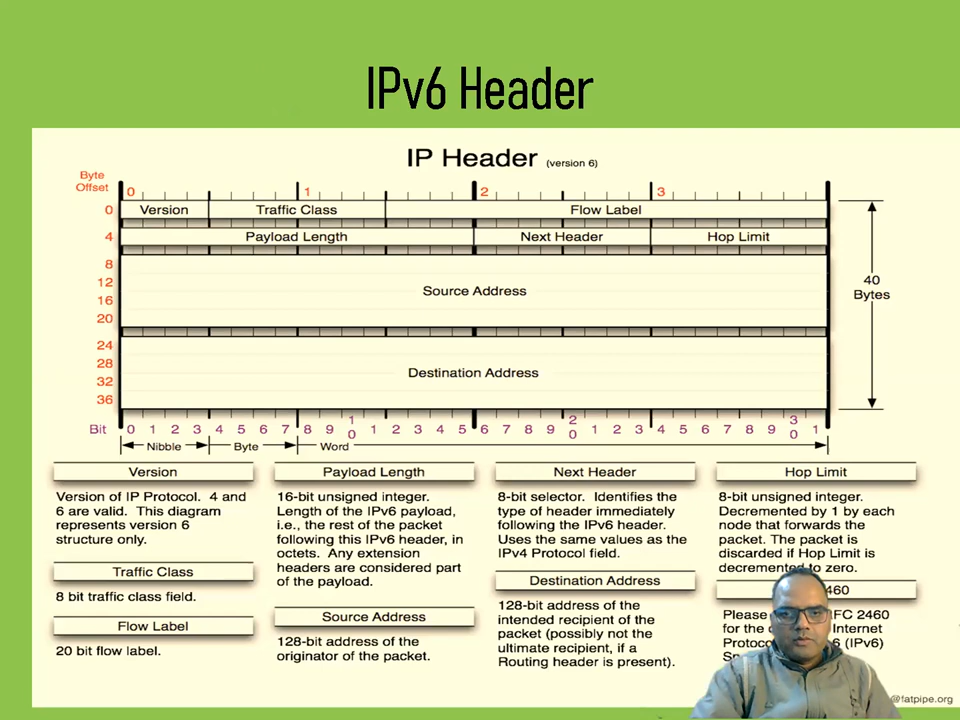 IPv6 Header
IP Header (version 6)
Byte
Offset
0 1 2 3
0 Version Traffic Class Flow Label
4 Payload Length Next Header Hop Limit
8
12
16
20
Source Address
24
28
32
36
Destination Address
40
Bytes
Bit 0 1 2 3 4 5 6 7 8 9 10 1 2 3 4 5 6 7 8 9 20 1 2 3 4 5 6 7 8 9 30 1
Nibble Byte Word
Version
Version of IP Protocol. 4 and
6 are valid. This diagram
represents version 6
structure only.
Traffic Class
8 bit traffic class field.
Flow Label
20 bit flow label.
Payload Length
16-bit unsigned integer.
Length of the IPv6 payload,
i.e., the rest of the packet
following this IPv6 header, in
octets. Any extension
headers are considered part
of the payload.
Source Address
128-bit address of the
originator of the packet.
Next Header
8-bit selector. Identifies the
type of header immediately
following the IPv6 header.
Uses the same values as the
IPv4 Protocol field.
Destination Address
128-bit address of the
intended recipient of the
packet (possibly not the
ultimate recipient, if a
Routing header is present).
Hop Limit
8-bit unsigned integer.
Decremented by 1 by each
node that forwards the
packet. The packet is
discarded if Hop Limit is
decremented to zero.
460
Please FC 2460
for the Internet
Protoco 6 (IPv6)
@fatpipe.org